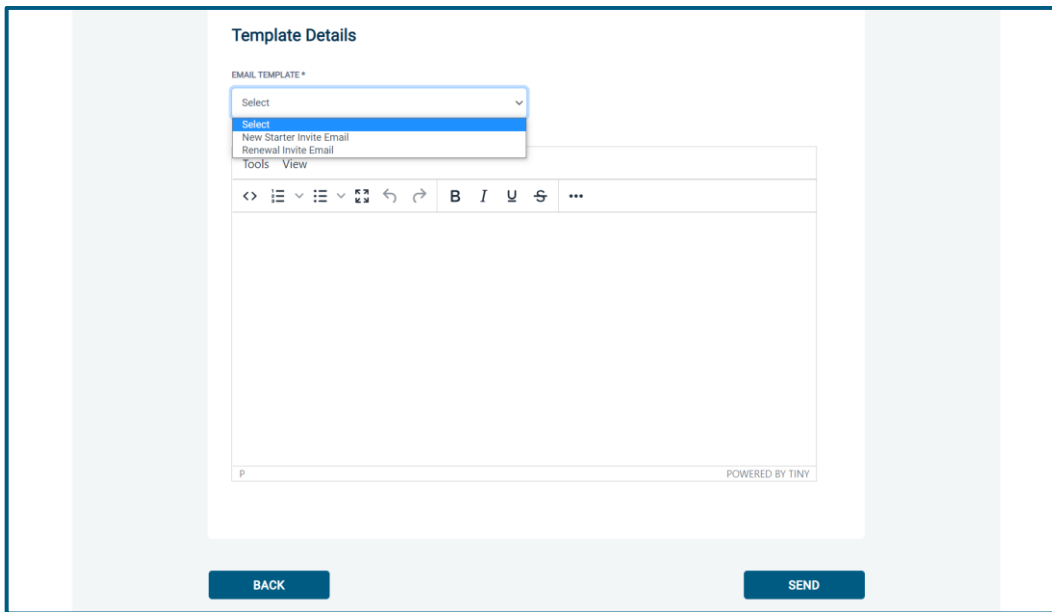 Template Details
EMAIL TEMPLATE *
Select
Select
New Starter Invite Email
Renewal Invite Email
Tools View
B I U S
P POWERED BY TINY
BACK SEND